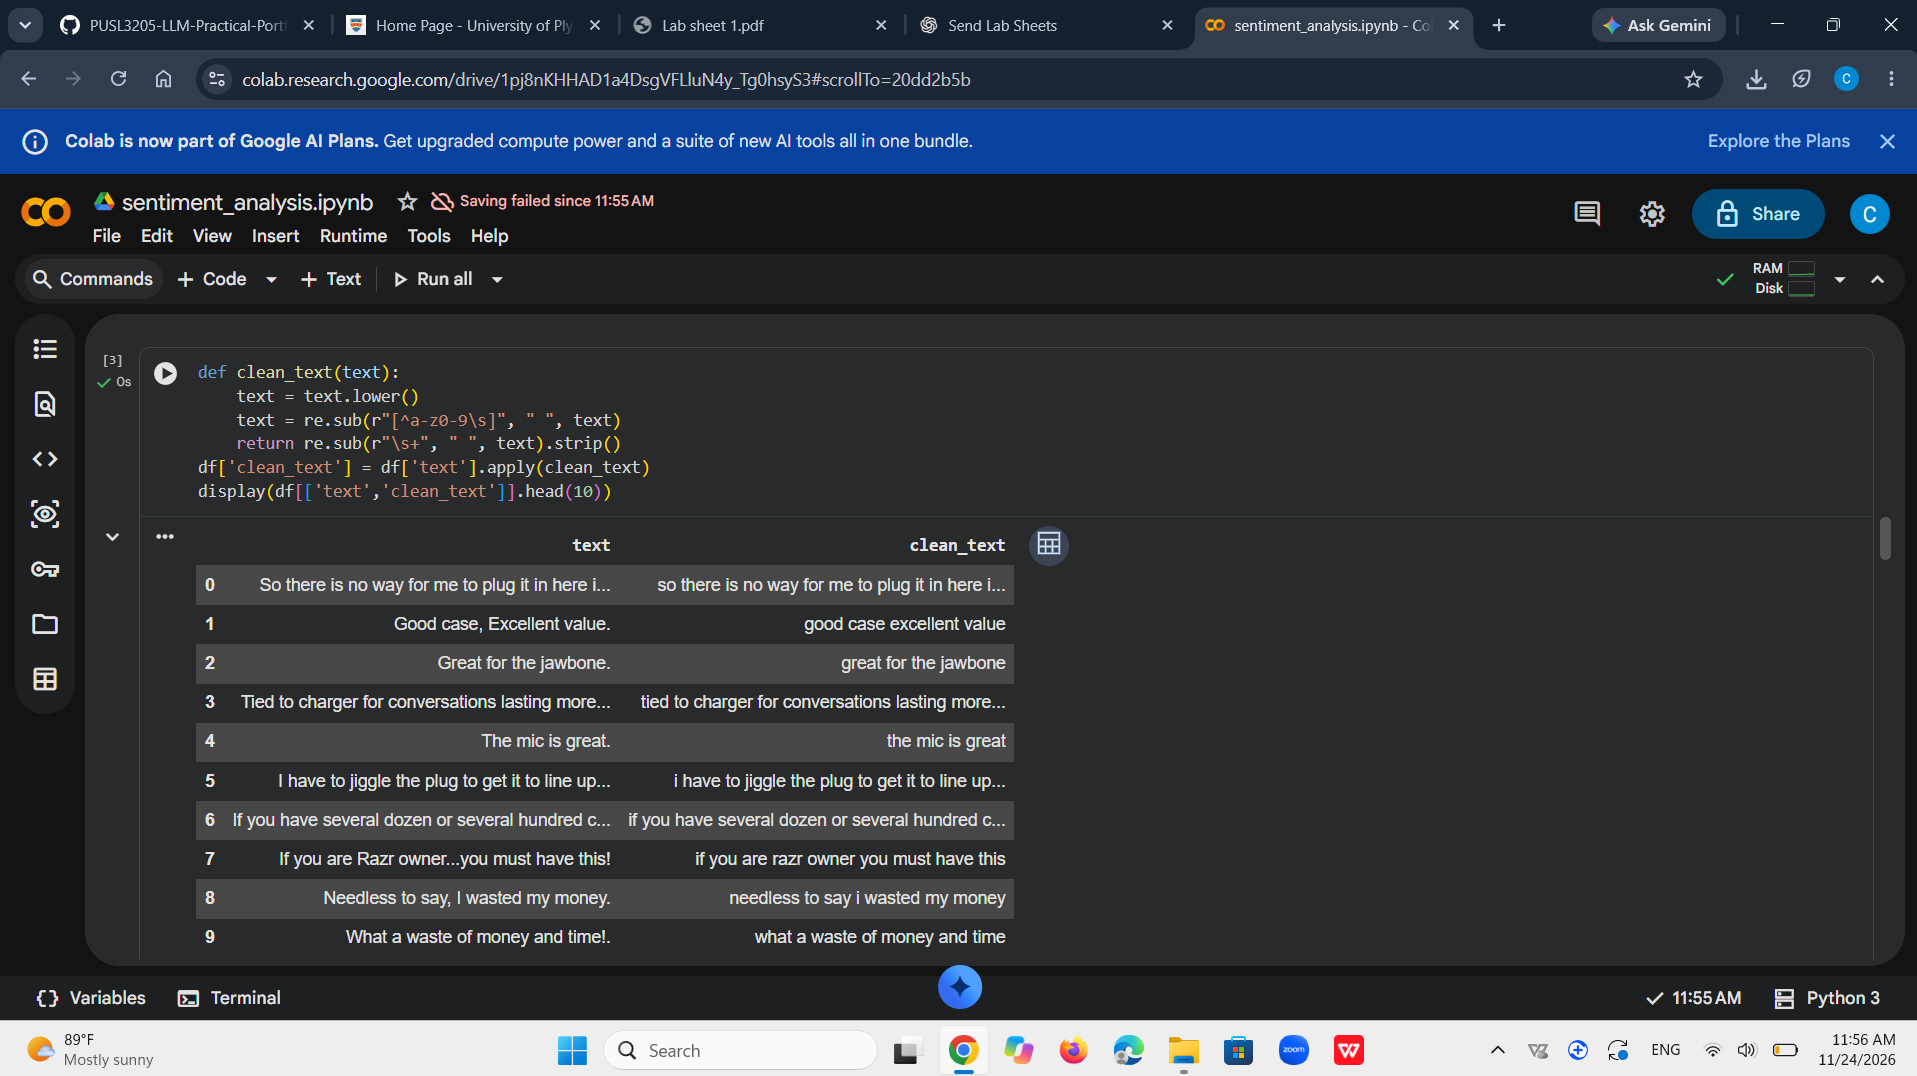 PUSL3205-LLM-Practical-Portf
Home Page - University of Ply
Lab sheet 1.pdf
Send Lab Sheets
sentiment_analysis.ipynb - Co
Ask Gemini
colab.research.google.com/drive/1pj8nKHHAD1a4DsgVFLluN4y_Tg0hsyS3#scrollTo=20dd2b5b
C
Colab is now part of Google AI Plans. Get upgraded compute power and a suite of new AI tools all in one bundle.
Explore the Plans
sentiment_analysis.ipynb
Saving failed since 11:55 AM
File Edit View Insert Runtime Tools Help
Share
C
Commands + Code + Text Run all
RAM
Disk
[3]
0s
def clean_text(text):
text = text.lower()
text = re.sub(r"[^a-z0-9\s]", " ", text)
return re.sub(r"\s+", " ", text).strip()
df['clean_text'] = df['text'].apply(clean_text)
display(df[['text','clean_text']].head(10))
text clean_text
0 So there is no way for me to plug it in here i... so there is no way for me to plug it in here i...
1 Good case, Excellent value. good case excellent value
2 Great for the jawbone. great for the jawbone
3 Tied to charger for conversations lasting more... tied to charger for conversations lasting more...
4 The mic is great. the mic is great
5 I have to jiggle the plug to get it to line up... i have to jiggle the plug to get it to line up...
6 If you have several dozen or several hundred c... if you have several dozen or several hundred c...
7 If you are Razr owner...you must have this! if you are razr owner you must have this
8 Needless to say, I wasted my money. needless to say i wasted my money
9 What a waste of money and time!. what a waste of money and time
{} Variables Terminal
11:55 AM Python 3
89°F
Mostly sunny
Search
zoom
W
ENG
11:56 AM
11/24/2026